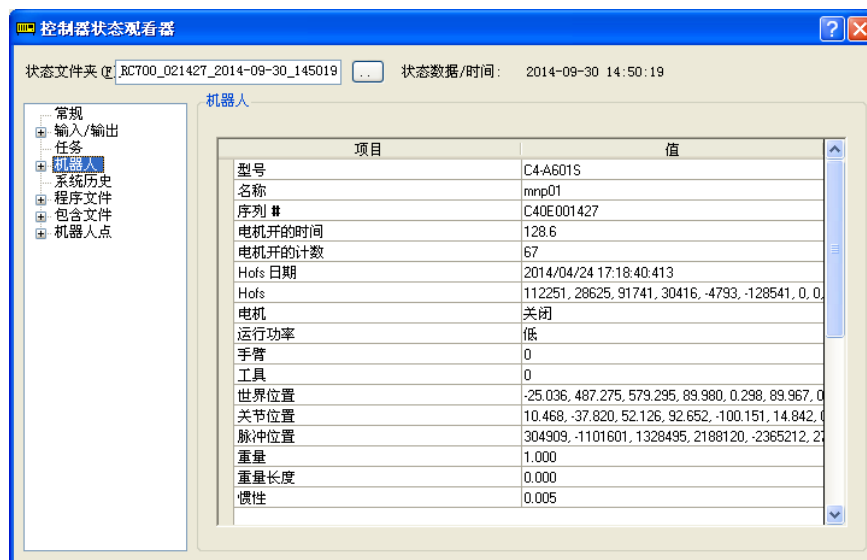 控制器状态观看器
状态文件夹(F) RC700_021427_2014-09-30_145019 .. 状态数据/时间: 2014-09-30 14:50:19
常规
输入/输出
任务
机器人
系统历史
程序文件
包含文件
机器人点
机器人
项目 值
型号 C4-A601S
名称 mnp01
序列 # C40E001427
电机开的时间 128.6
电机开的计数 67
Hofs 日期 2014/04/24 17:18:40:413
Hofs 112251, 28625, 91741, 30416, -4793, -128541, 0, 0,
电机 关闭
运行功率 低
手臂 0
工具 0
世界位置 -25.036, 487.275, 579.295, 89.980, 0.298, 89.967, 0
关节位置 10.468, -37.820, 52.126, 92.652, -100.151, 14.842,
脉冲位置 304909, -1101601, 1328495, 2188120, -2365212, 27
重量 1.000
重量长度 0.000
惯性 0.005